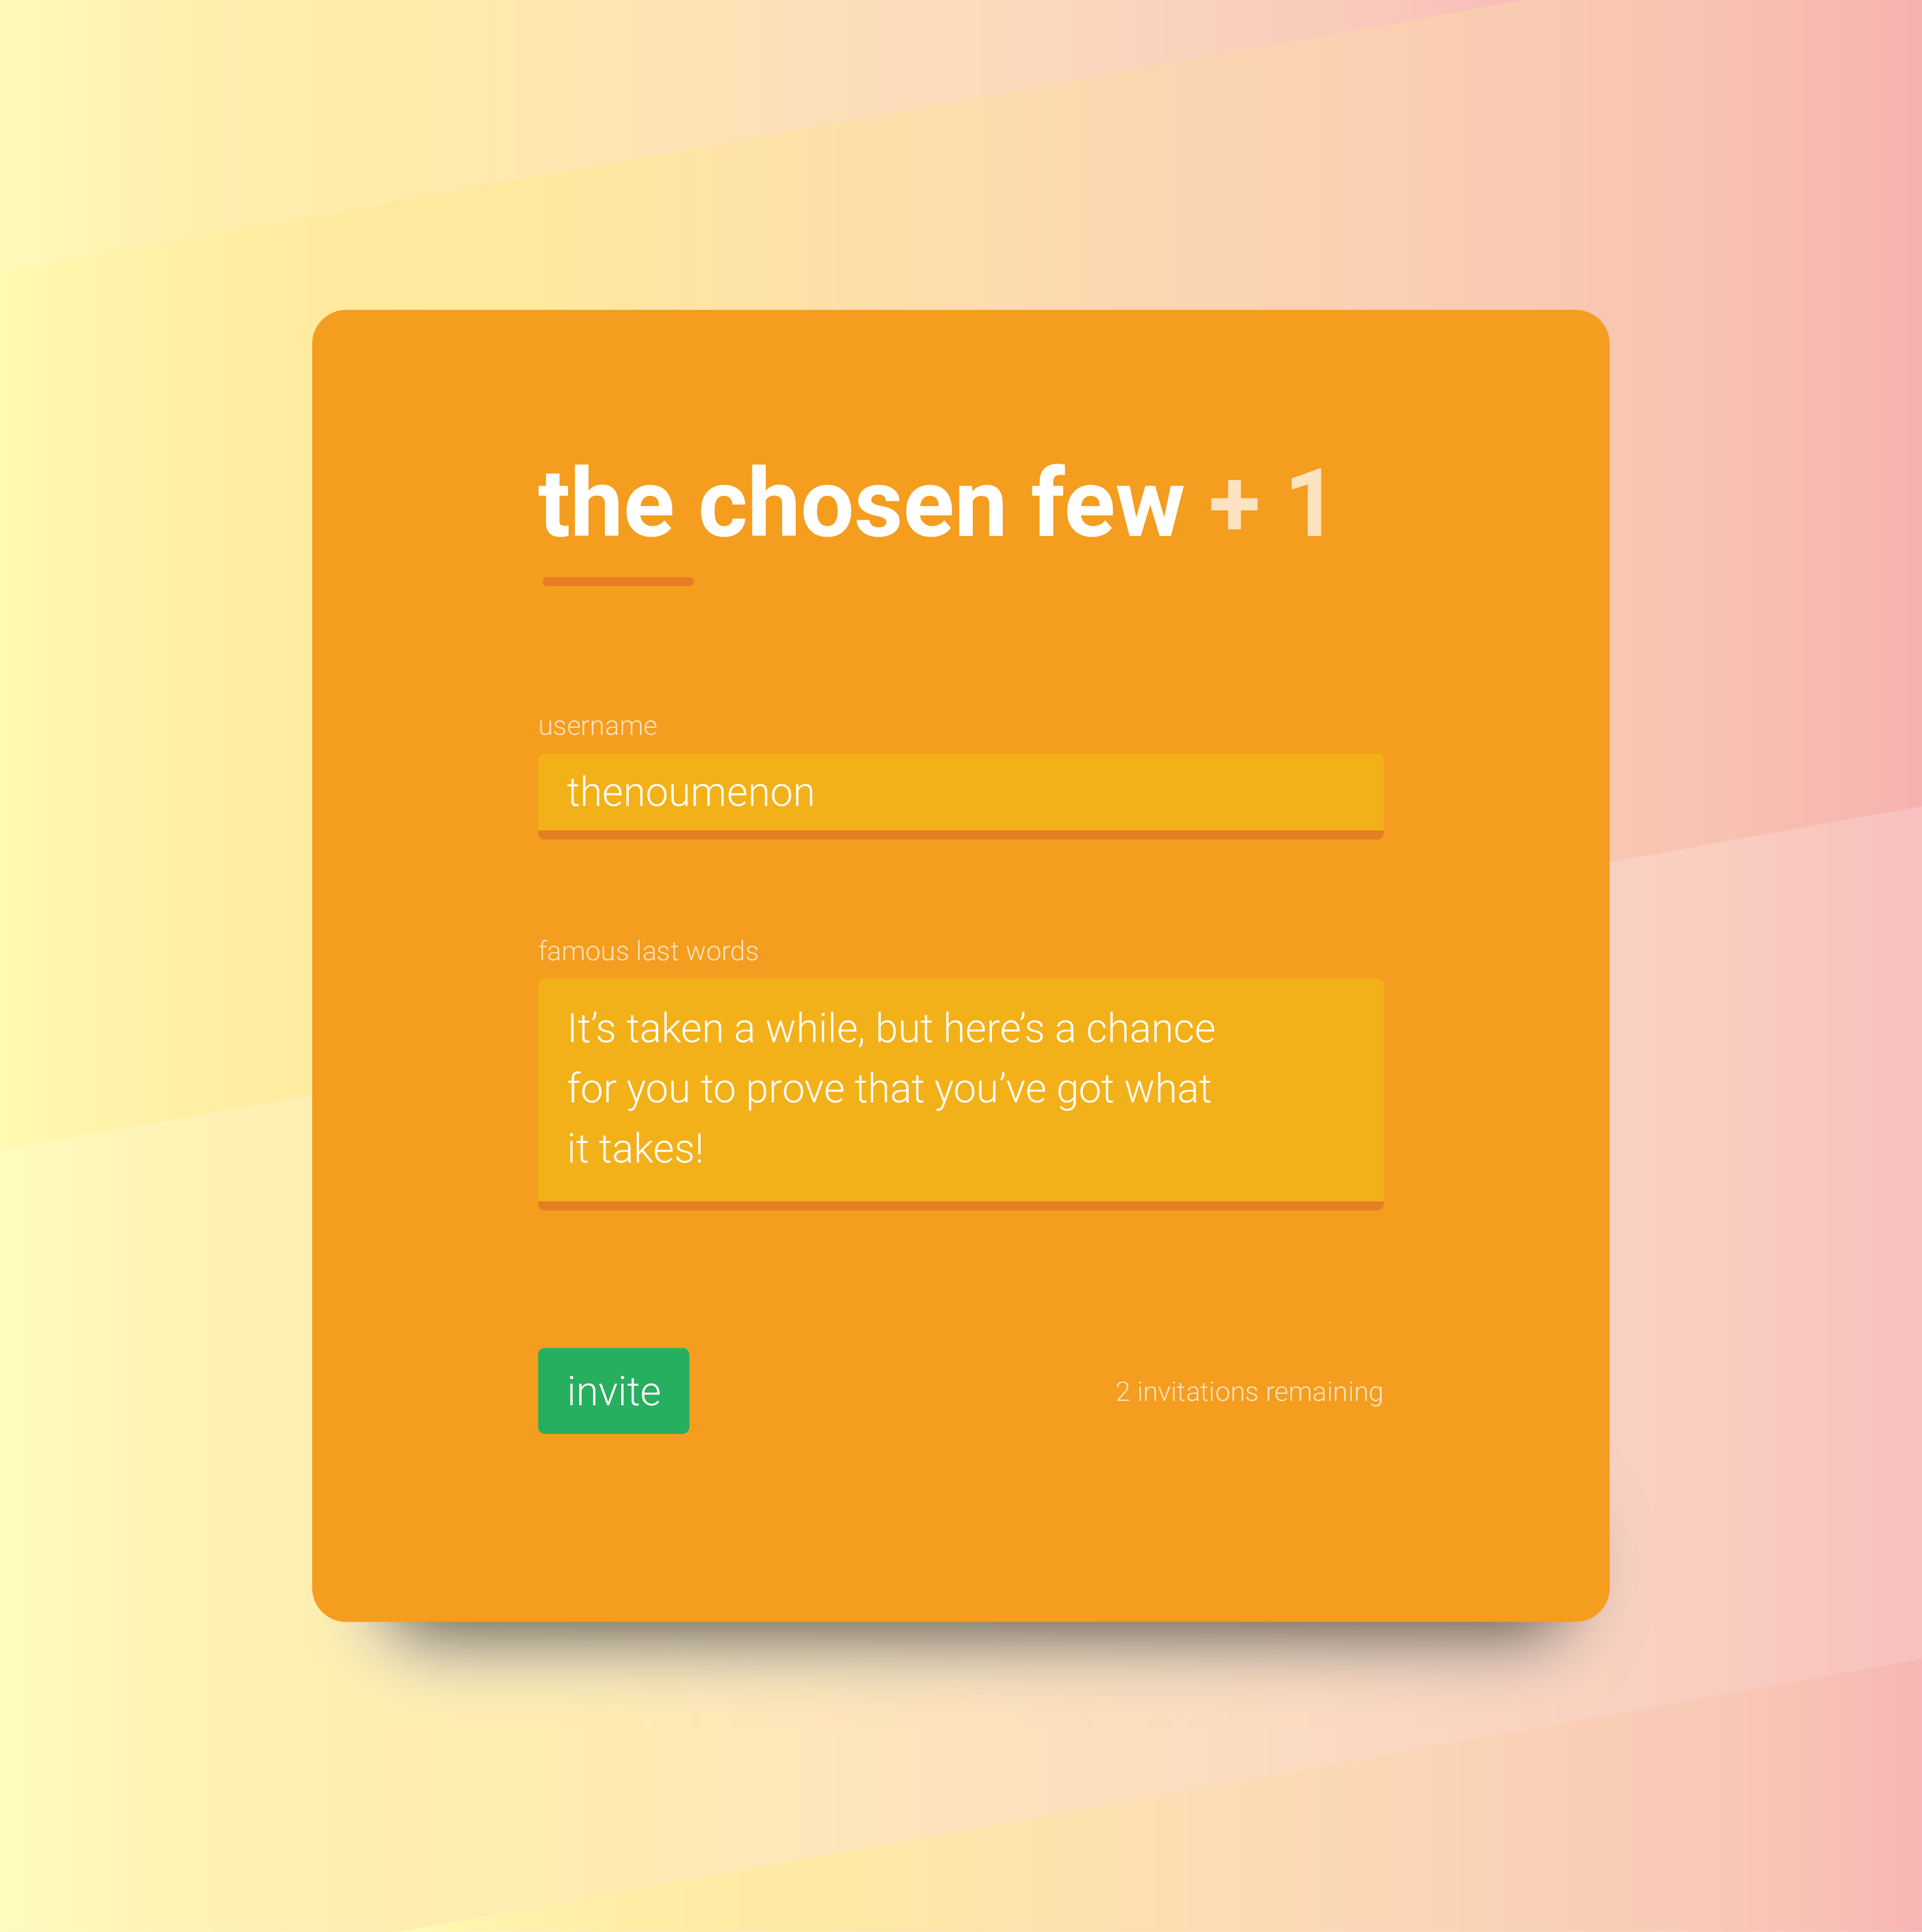 the chosen few + 1
username
thenoumenon
famous last words
It’s taken a while, but here’s a chance
for you to prove that you’ve got what
it takes!
invite
2 invitations remaining